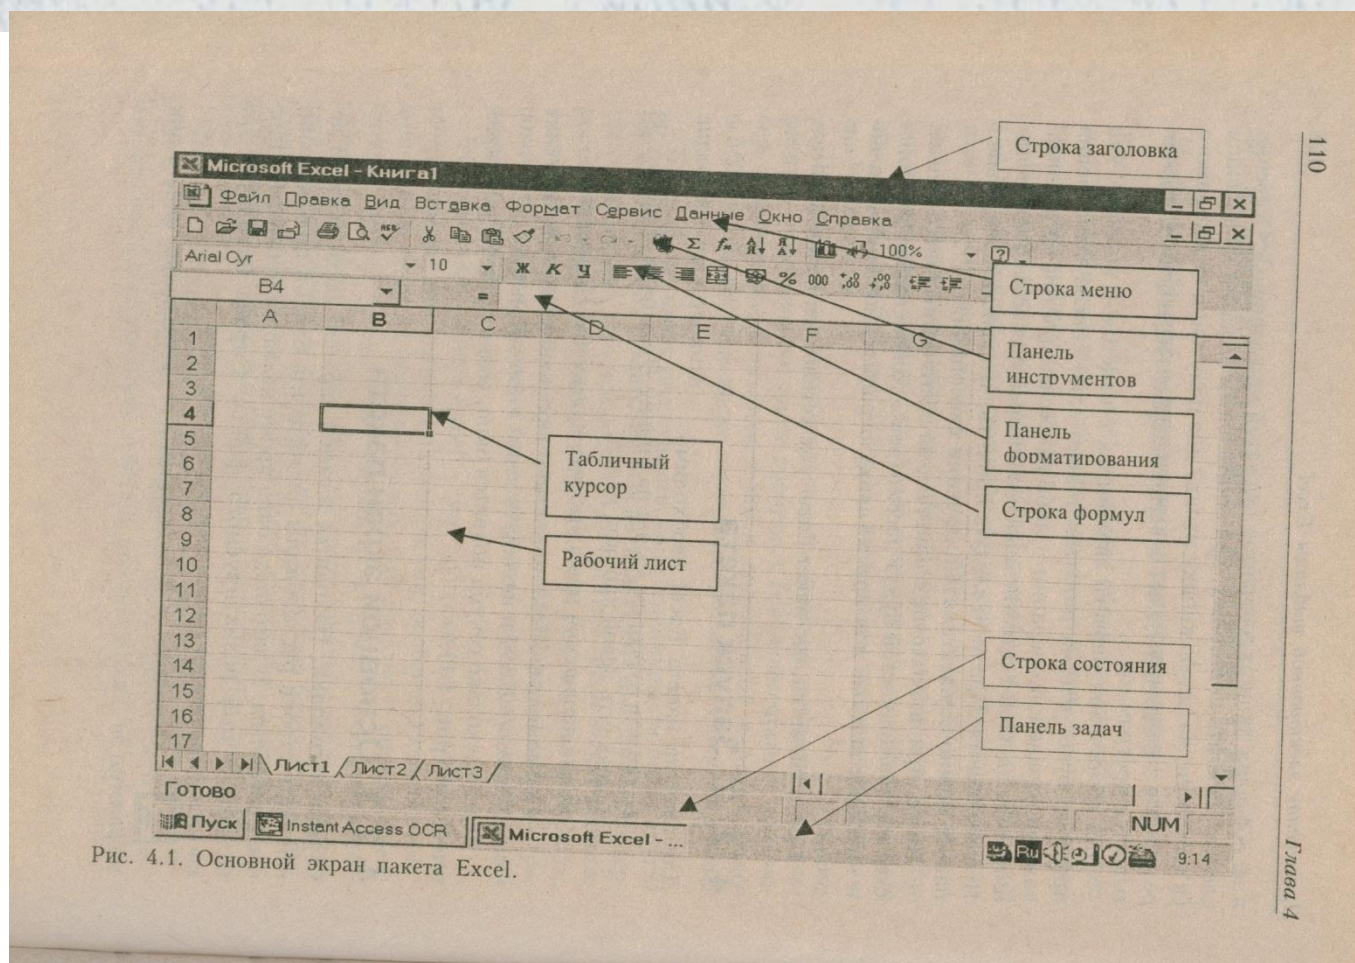 110
Глава 4
Строка заголовка
Microsoft Excel - Книга1
Файл Правка Вид Вставка Формат Сервис Данные Окно Справка
100%
Arial Cyr 10 Ж К Ч % 000
Строка меню
B4 =
A B C D E F G
Панель
инструментов
1
2
3
4
5
6
7
8
9
10
11
12
13
14
15
16
17
Панель
форматирования
Табличный
курсор
Строка формул
Рабочий лист
Строка состояния
Панель задач
Лист1 Лист2 Лист3
Готово
NUM
Пуск Instant Access OCR Microsoft Excel - ...
Ru 9:14
Рис. 4.1. Основной экран пакета Excel.